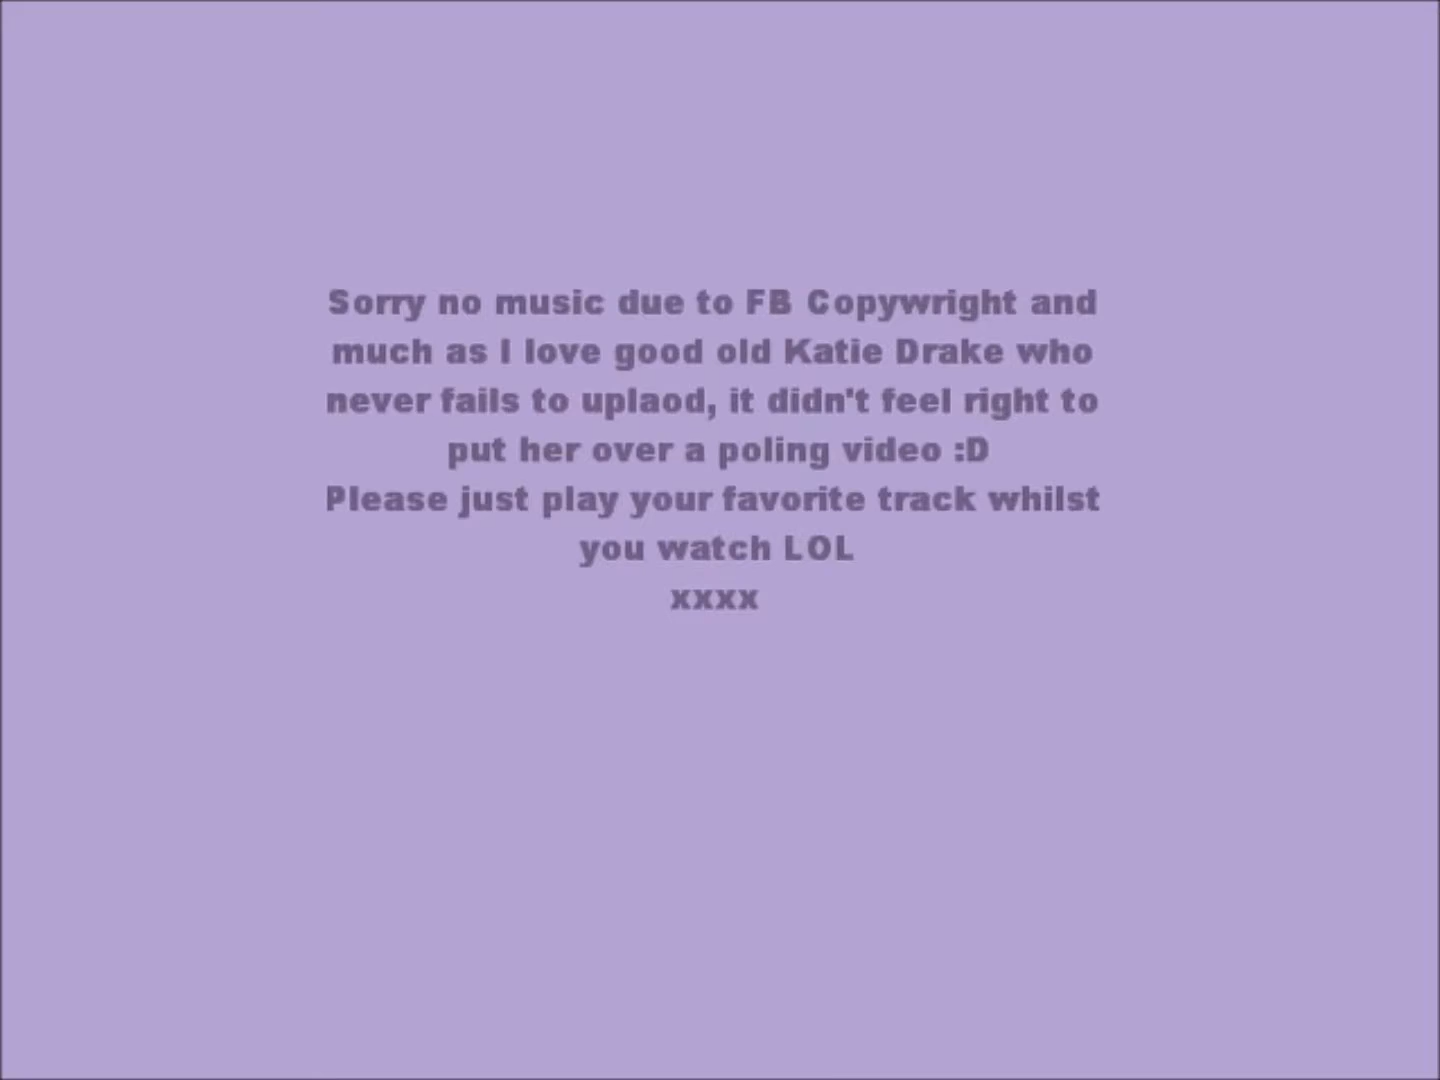 Sorry no music due to FB Copywright and
much as I love good old Katie Drake who
never fails to uplaod, it didn't feel right to
put her over a poling video :D
Please just play your favorite track whilst
you watch LOL
xxxx